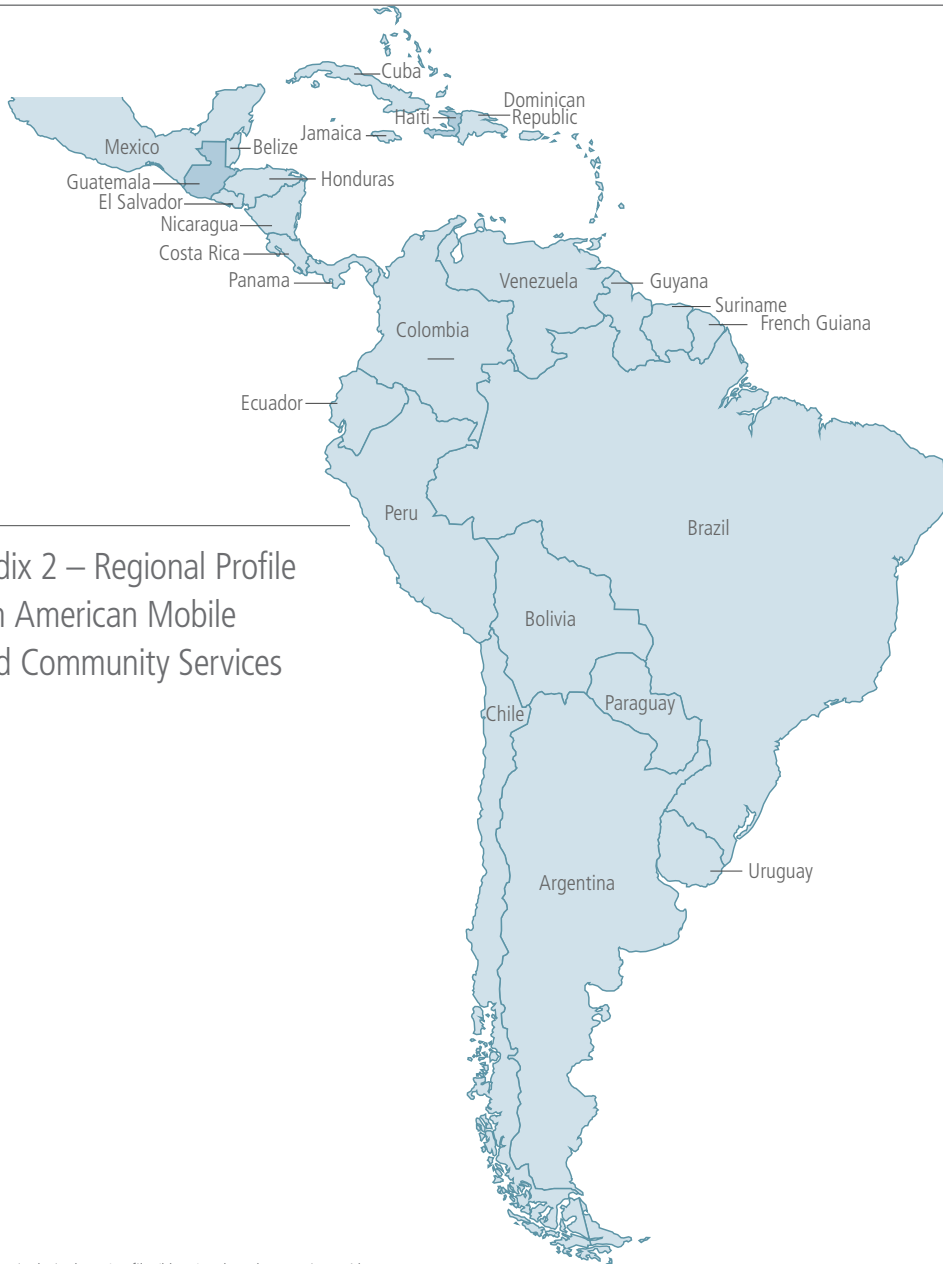 Cuba
Dominican
Republic
Haiti
Jamaica
Mexico
Belize
Guatemala
Honduras
El Salvador
Nicaragua
Costa Rica
Panama
Venezuela
Guyana
Suriname
French Guiana
Colombia
Ecuador
Peru
Brazil
dix 2 – Regional Profile
n American Mobile
d Community Services
Bolivia
Chile
Paraguay
Argentina
Uruguay